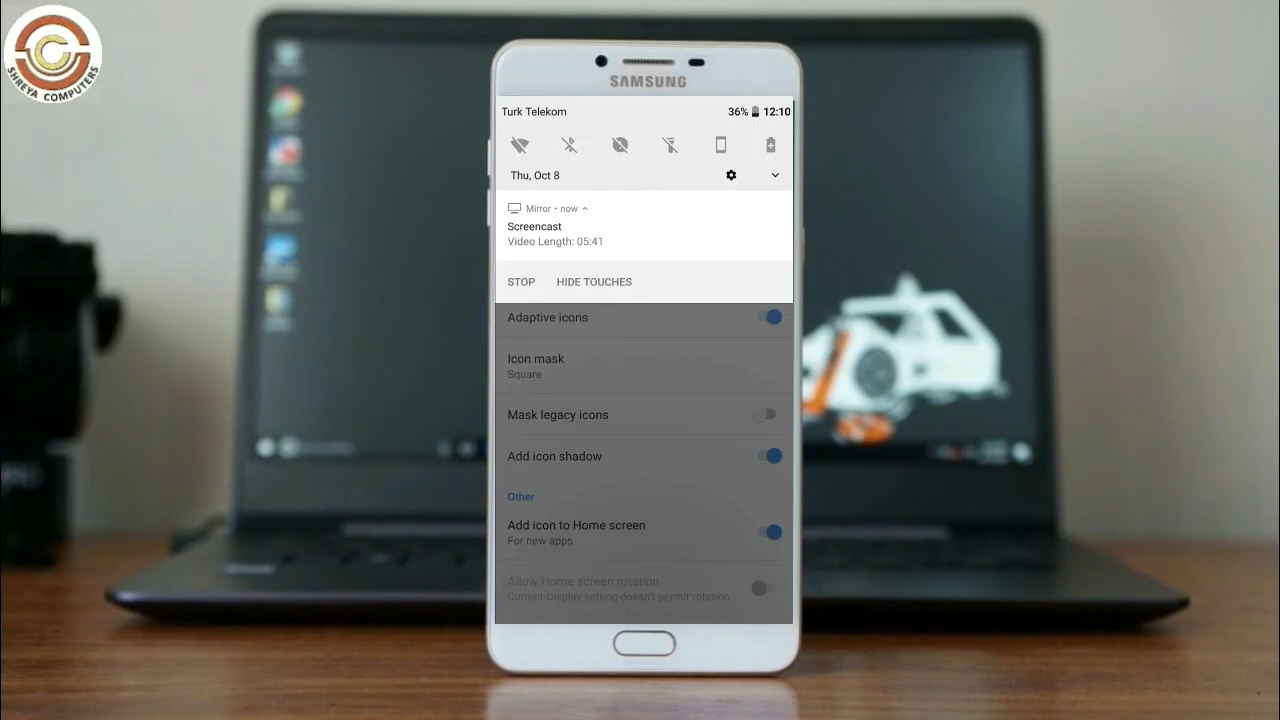 SHREYA COMPUTERS
SAMSUNG
Turk Telekom
36% 12:10
Thu, Oct 8
Mirror • now
Screencast
Video Length: 05:41
STOP HIDE TOUCHES
Adaptive icons
Icon mask
Square
Mask legacy icons
Add icon shadow
Other
Add icon to Home screen
For new apps
Allow Home screen rotation
Current Display setting doesn't permit rotation